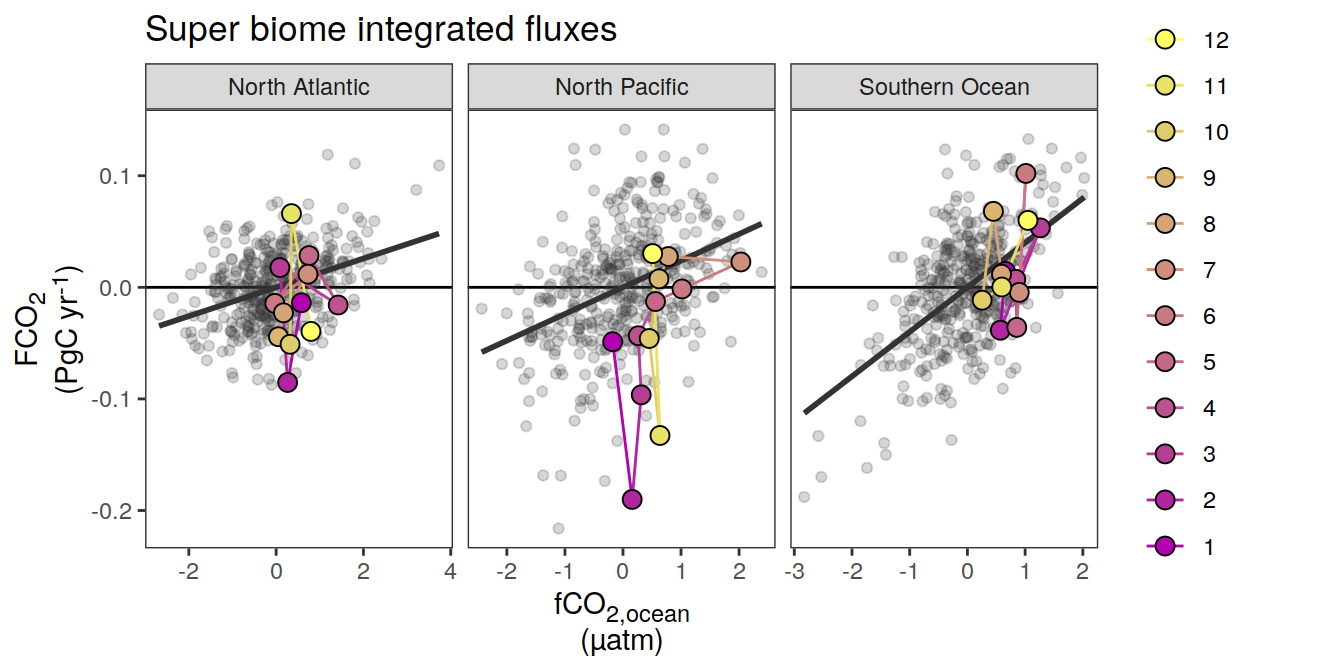 Super biome integrated fluxes
North Atlantic
North Pacific
Southern Ocean
0.1
0.0
-0.1
-0.2
FCO₂
(PgC yr⁻¹)
-2 0 2 4
-2 -1 0 1 2
-3 -2 -1 0 1 2
fCO₂,ocean
(µatm)
12
11
10
9
8
7
6
5
4
3
2
1